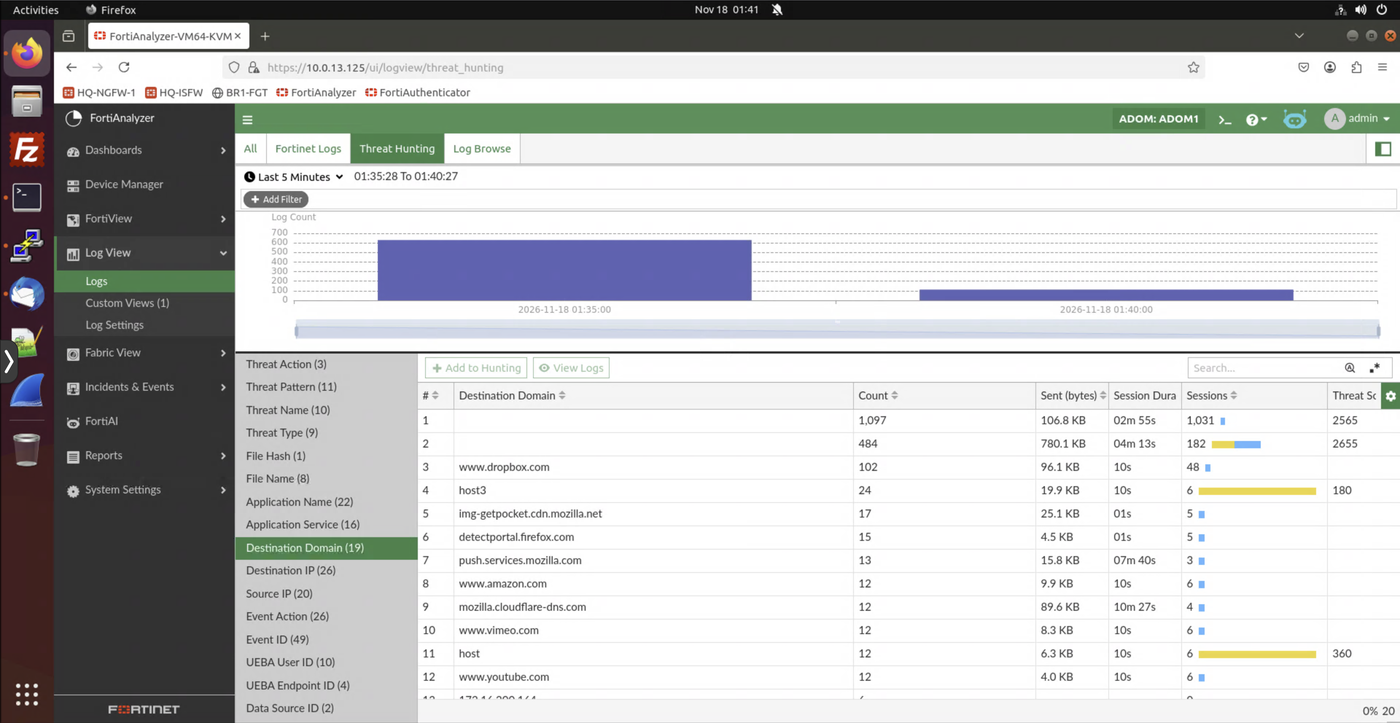 Activities Firefox Nov 18 01:41
FortiAnalyzer-VM64-KVM
https://10.0.13.125/ui/logview/threat_hunting
HQ-NGFW-1 HQ-ISFW BR1-FGT FortiAnalyzer FortiAuthenticator
FortiAnalyzer
ADOM: ADOM1 A admin
Dashboards
Device Manager
FortiView
Log View
Logs
Custom Views (1)
Log Settings
Fabric View
Incidents & Events
FortiAI
Reports
System Settings
FORTINET
All Fortinet Logs Threat Hunting Log Browse
Last 5 Minutes 01:35:28 To 01:40:27
Add Filter
Log Count
700
600
500
400
300
200
100
0
2026-11-18 01:35:00 2026-11-18 01:40:00
Threat Action (3)
Threat Pattern (11)
Threat Name (10)
Threat Type (9)
File Hash (1)
File Name (8)
Application Name (22)
Application Service (16)
Destination Domain (19)
Destination IP (26)
Source IP (20)
Event Action (26)
Event ID (49)
UEBA User ID (10)
UEBA Endpoint ID (4)
Data Source ID (2)
Add to Hunting View Logs Search...
# Destination Domain Count Sent (bytes) Session Dura Sessions Threat Sc
1 1,097 106.8 KB 02m 55s 1,031 2565
2 484 780.1 KB 04m 13s 182 2655
3 www.dropbox.com 102 96.1 KB 10s 48
4 host3 24 19.9 KB 10s 6 180
5 img-getpocket.cdn.mozilla.net 17 25.1 KB 01s 5
6 detectportal.firefox.com 15 4.5 KB 01s 5
7 push.services.mozilla.com 13 15.8 KB 07m 40s 3
8 www.amazon.com 12 9.9 KB 10s 6
9 mozilla.cloudflare-dns.com 12 89.6 KB 10m 27s 4
10 www.vimeo.com 12 8.3 KB 10s 6
11 host 12 6.3 KB 10s 6 360
12 www.youtube.com 12 4.0 KB 10s 6
0% 20